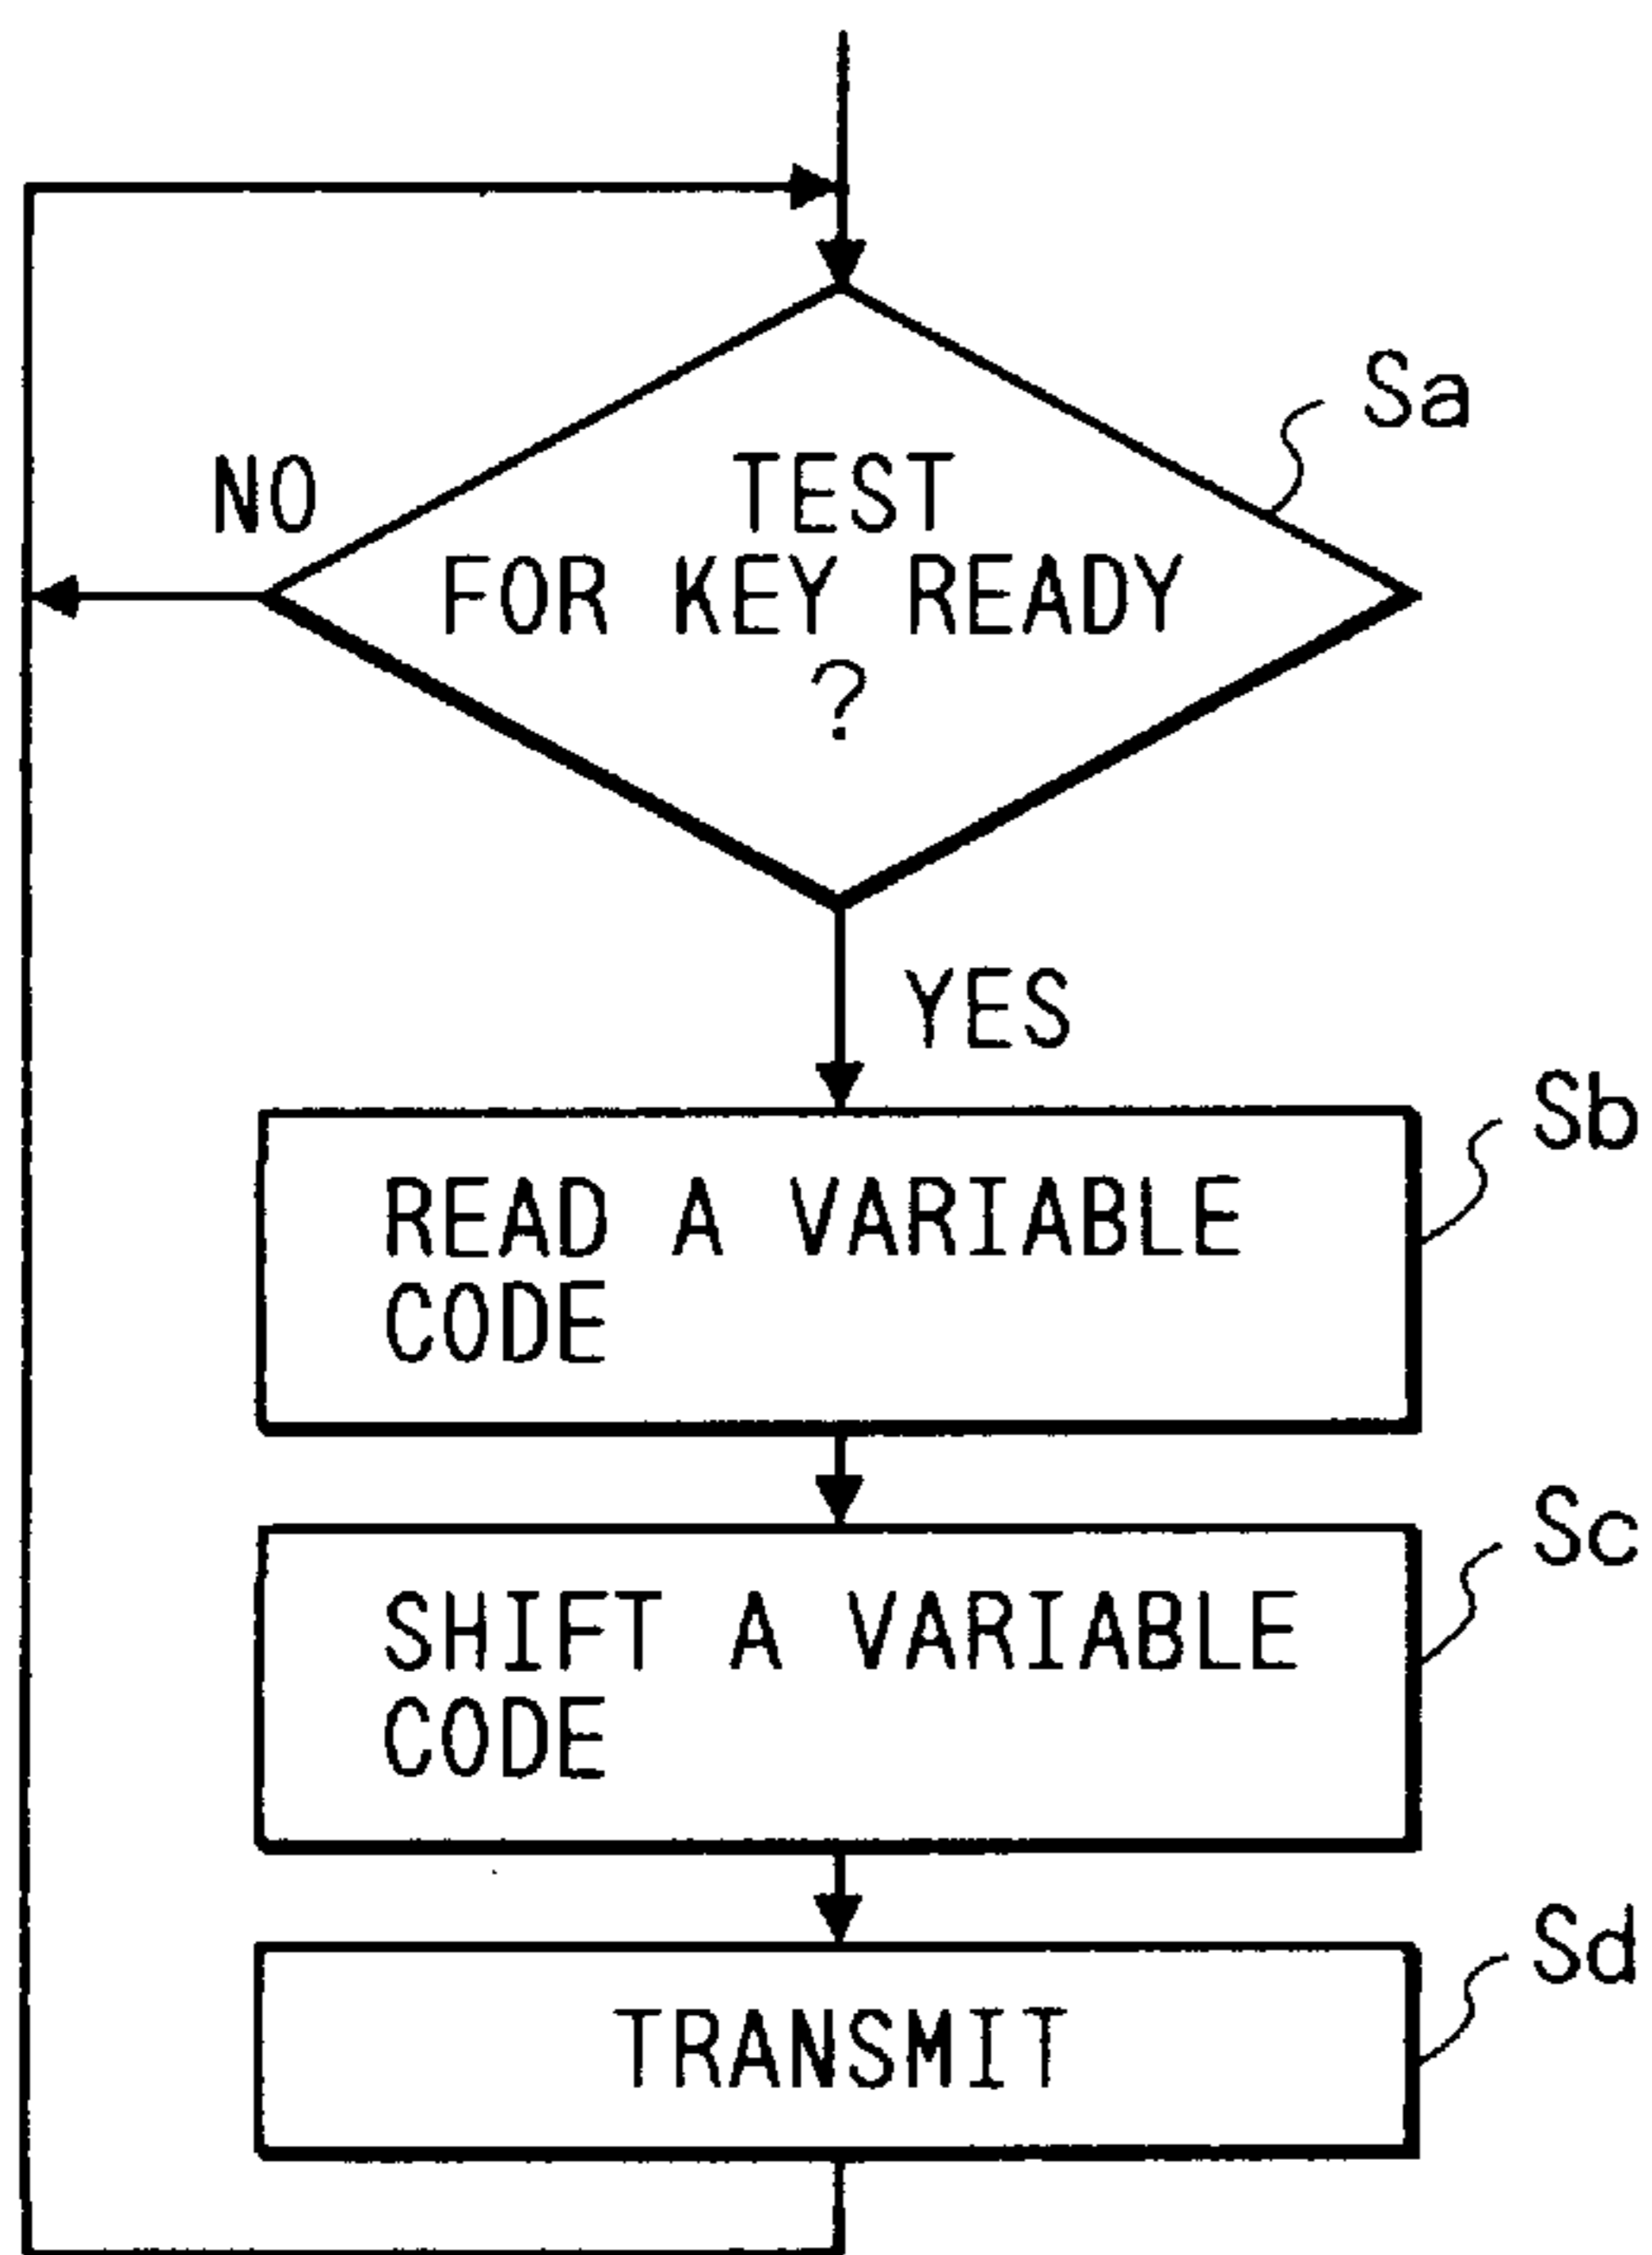 Sa
NO
TEST
FOR KEY READY
?
YES
Sb
READ A VARIABLE
CODE
Sc
SHIFT A VARIABLE
CODE
Sd
TRANSMIT